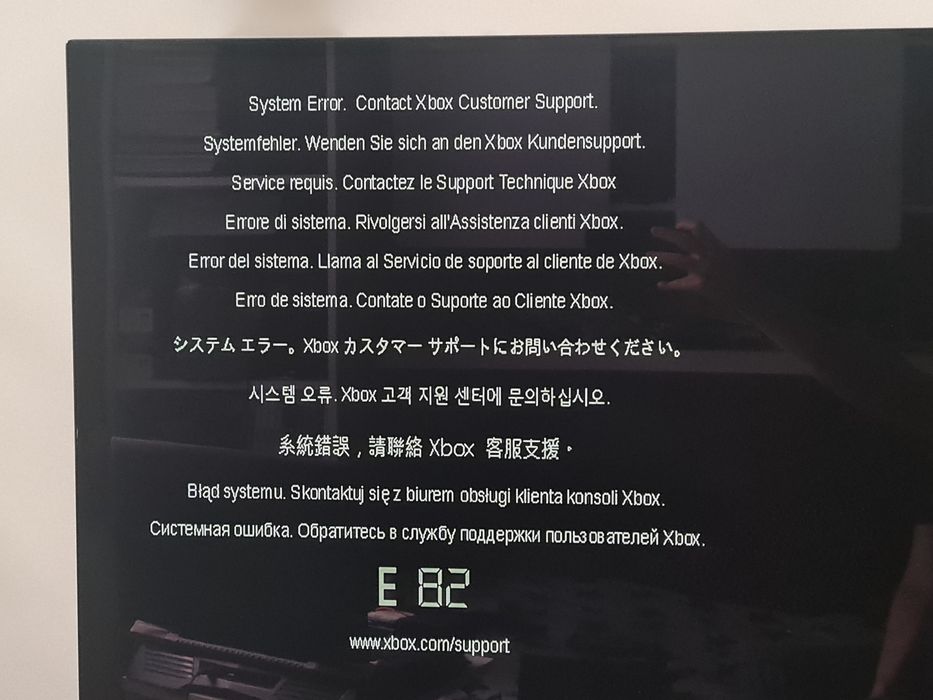 System Error. Contact Xbox Customer Support.
Systemfehler. Wenden Sie sich an den Xbox Kundensupport.
Service requis. Contactez le Support Technique Xbox
Errore di sistema. Rivolgersi all'Assistenza clienti Xbox.
Error del sistema. Llama al Servicio de soporte al cliente de Xbox.
Erro de sistema. Contate o Suporte ao Cliente Xbox.
システム エラー。Xbox カスタマー サポートにお問い合わせください。
시스템 오류. Xbox 고객 지원 센터에 문의하십시오.
系統錯誤，請聯絡 Xbox 客服支援。
Błąd systemu. Skontaktuj się z biurem obsługi klienta konsoli Xbox.
Системная ошибка. Обратитесь в службу поддержки пользователей Xbox.
E 82
www.xbox.com/support